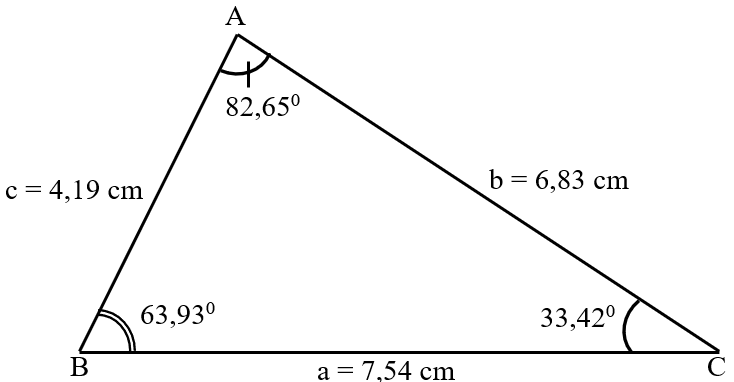 A
82,65⁰
b = 6,83 cm
c = 4,19 cm
63,93⁰
33,42⁰
B
C
a = 7,54 cm